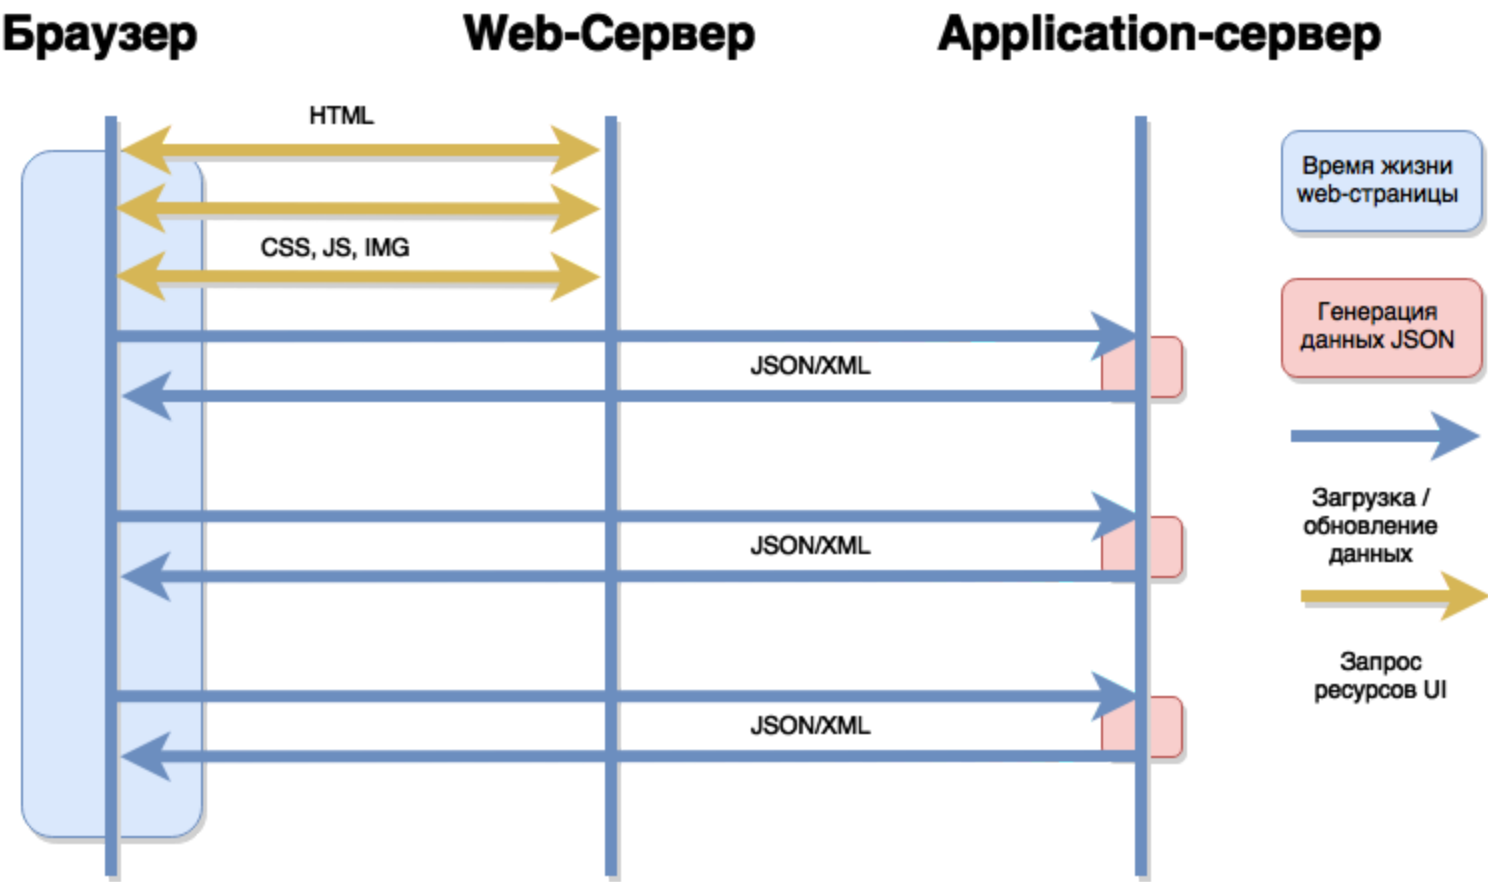 Браузер
Web-Сервер
Application-сервер
HTML
CSS, JS, IMG
JSON/XML
JSON/XML
JSON/XML
Время жизни
web-страницы
Генерация
данных JSON
Загрузка /
обновление
данных
Запрос
ресурсов UI